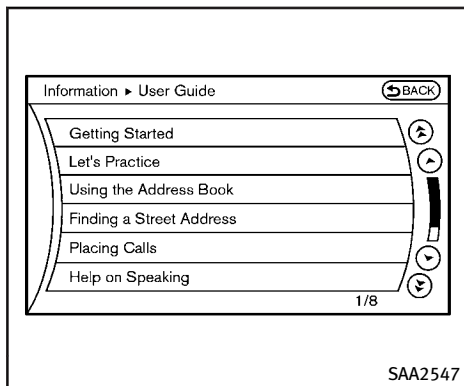 Information ▸ User Guide
BACK
Getting Started
Let's Practice
Using the Address Book
Finding a Street Address
Placing Calls
Help on Speaking
1/8
SAA2547